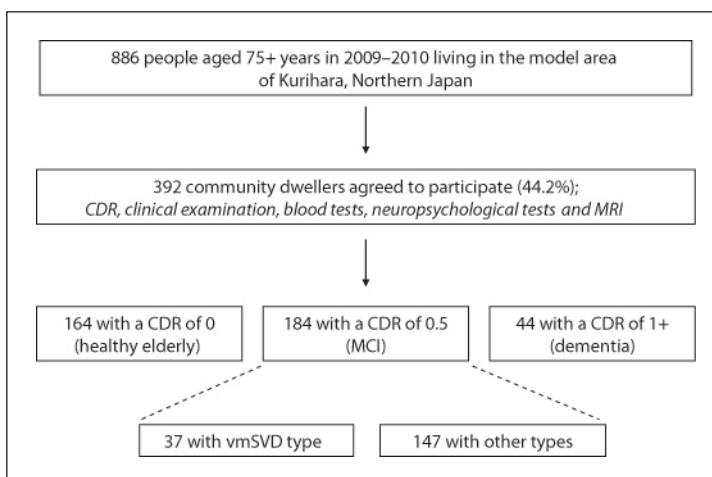 886 people aged 75+ years in 2009–2010 living in the model area
of Kurihara, Northern Japan
392 community dwellers agreed to participate (44.2%);
CDR, clinical examination, blood tests, neuropsychological tests and MRI
164 with a CDR of 0
(healthy elderly)
184 with a CDR of 0.5
(MCI)
44 with a CDR of 1+
(dementia)
37 with vmSVD type
147 with other types